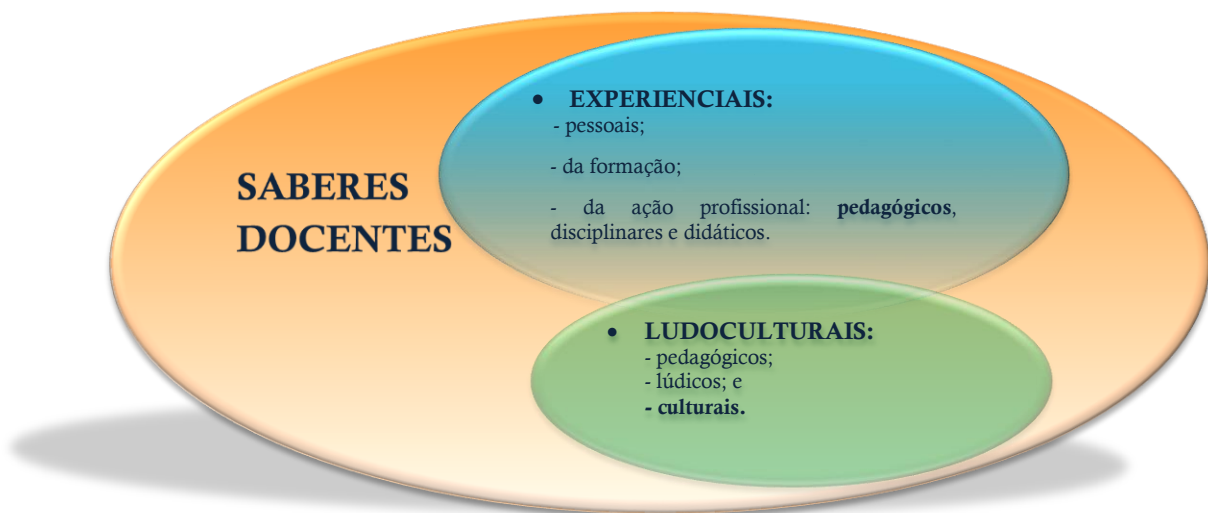 SABERES
DOCENTES
• EXPERIENCIAIS:
- pessoais;
- da formação;
- da ação profissional: pedagógicos,
disciplinares e didáticos.
• LUDOCULTURAIS:
- pedagógicos;
- lúdicos; e
- culturais.